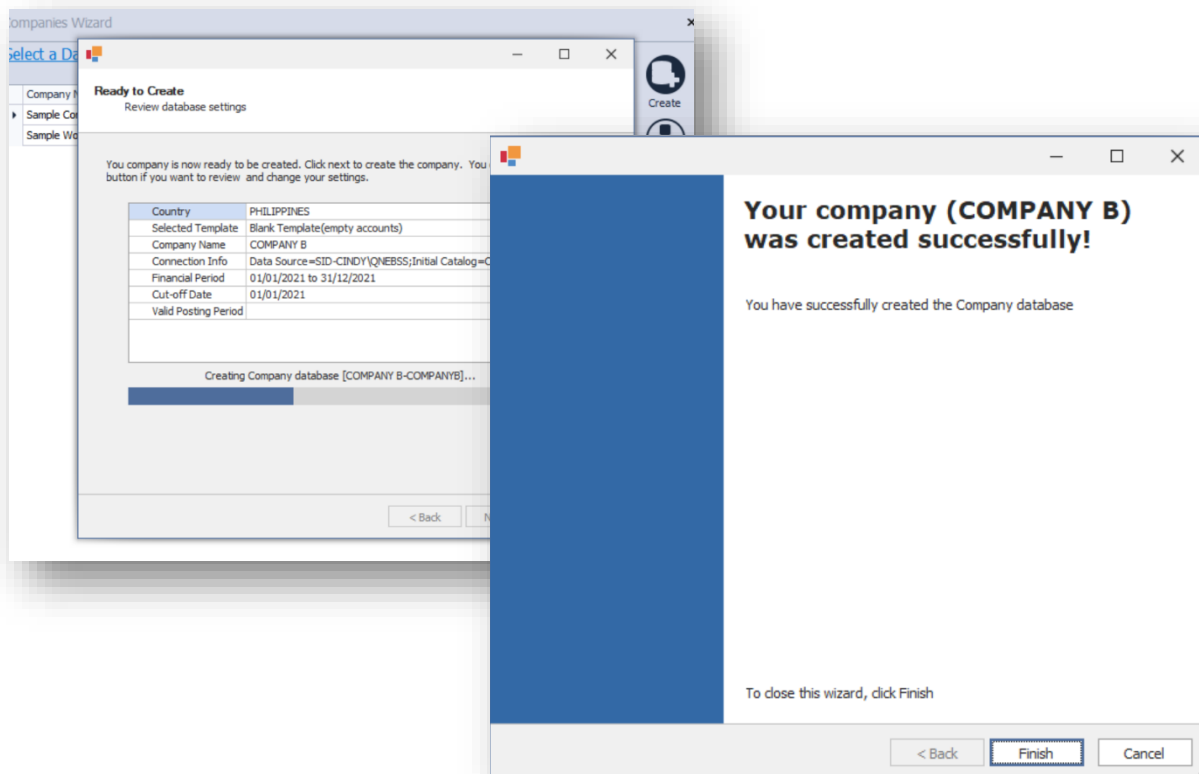 Companies Wizard
Select a Da
Company N
Sample Co
Sample Wo
Create
Ready to Create
Review database settings
You company is now ready to be created. Click next to create the company. You
button if you want to review and change your settings.
Country PHILIPPINES
Selected Template Blank Template(empty accounts)
Company Name COMPANY B
Connection Info Data Source=SID-CINDY\QNEBSS;Initial Catalog=C
Financial Period 01/01/2021 to 31/12/2021
Cut-off Date 01/01/2021
Valid Posting Period
Creating Company database [COMPANY B-COMPANYB]...
< Back N
Your company (COMPANY B)
was created successfully!
You have successfully created the Company database
To close this wizard, click Finish
< Back Finish Cancel